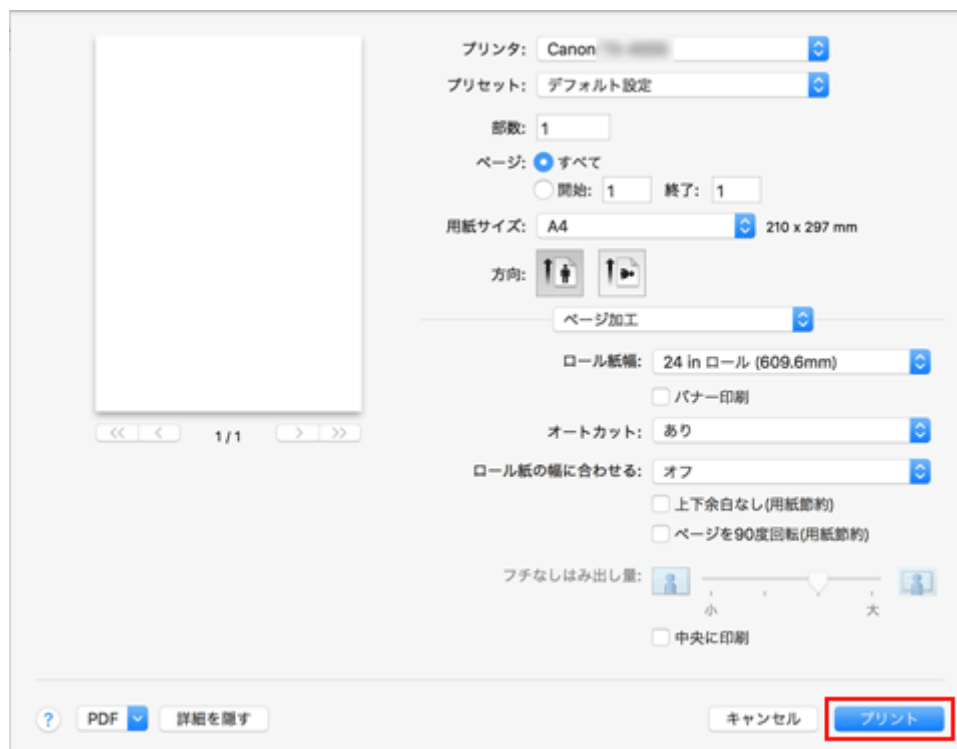 プリンタ: Canon
プリセット: デフォルト設定
部数: 1
ページ: すべて
開始: 1 終了: 1
用紙サイズ: A4 210 x 297 mm
方向:
ページ加工
ロール紙幅: 24 in ロール (609.6mm)
バナー印刷
<< < 1 / 1 > >>
オートカット: あり
ロール紙の幅に合わせる: オフ
上下余白なし(用紙節約)
ページを90度回転(用紙節約)
フチなしはみ出し量:
小 大
中央に印刷
? PDF 詳細を隠す キャンセル プリント